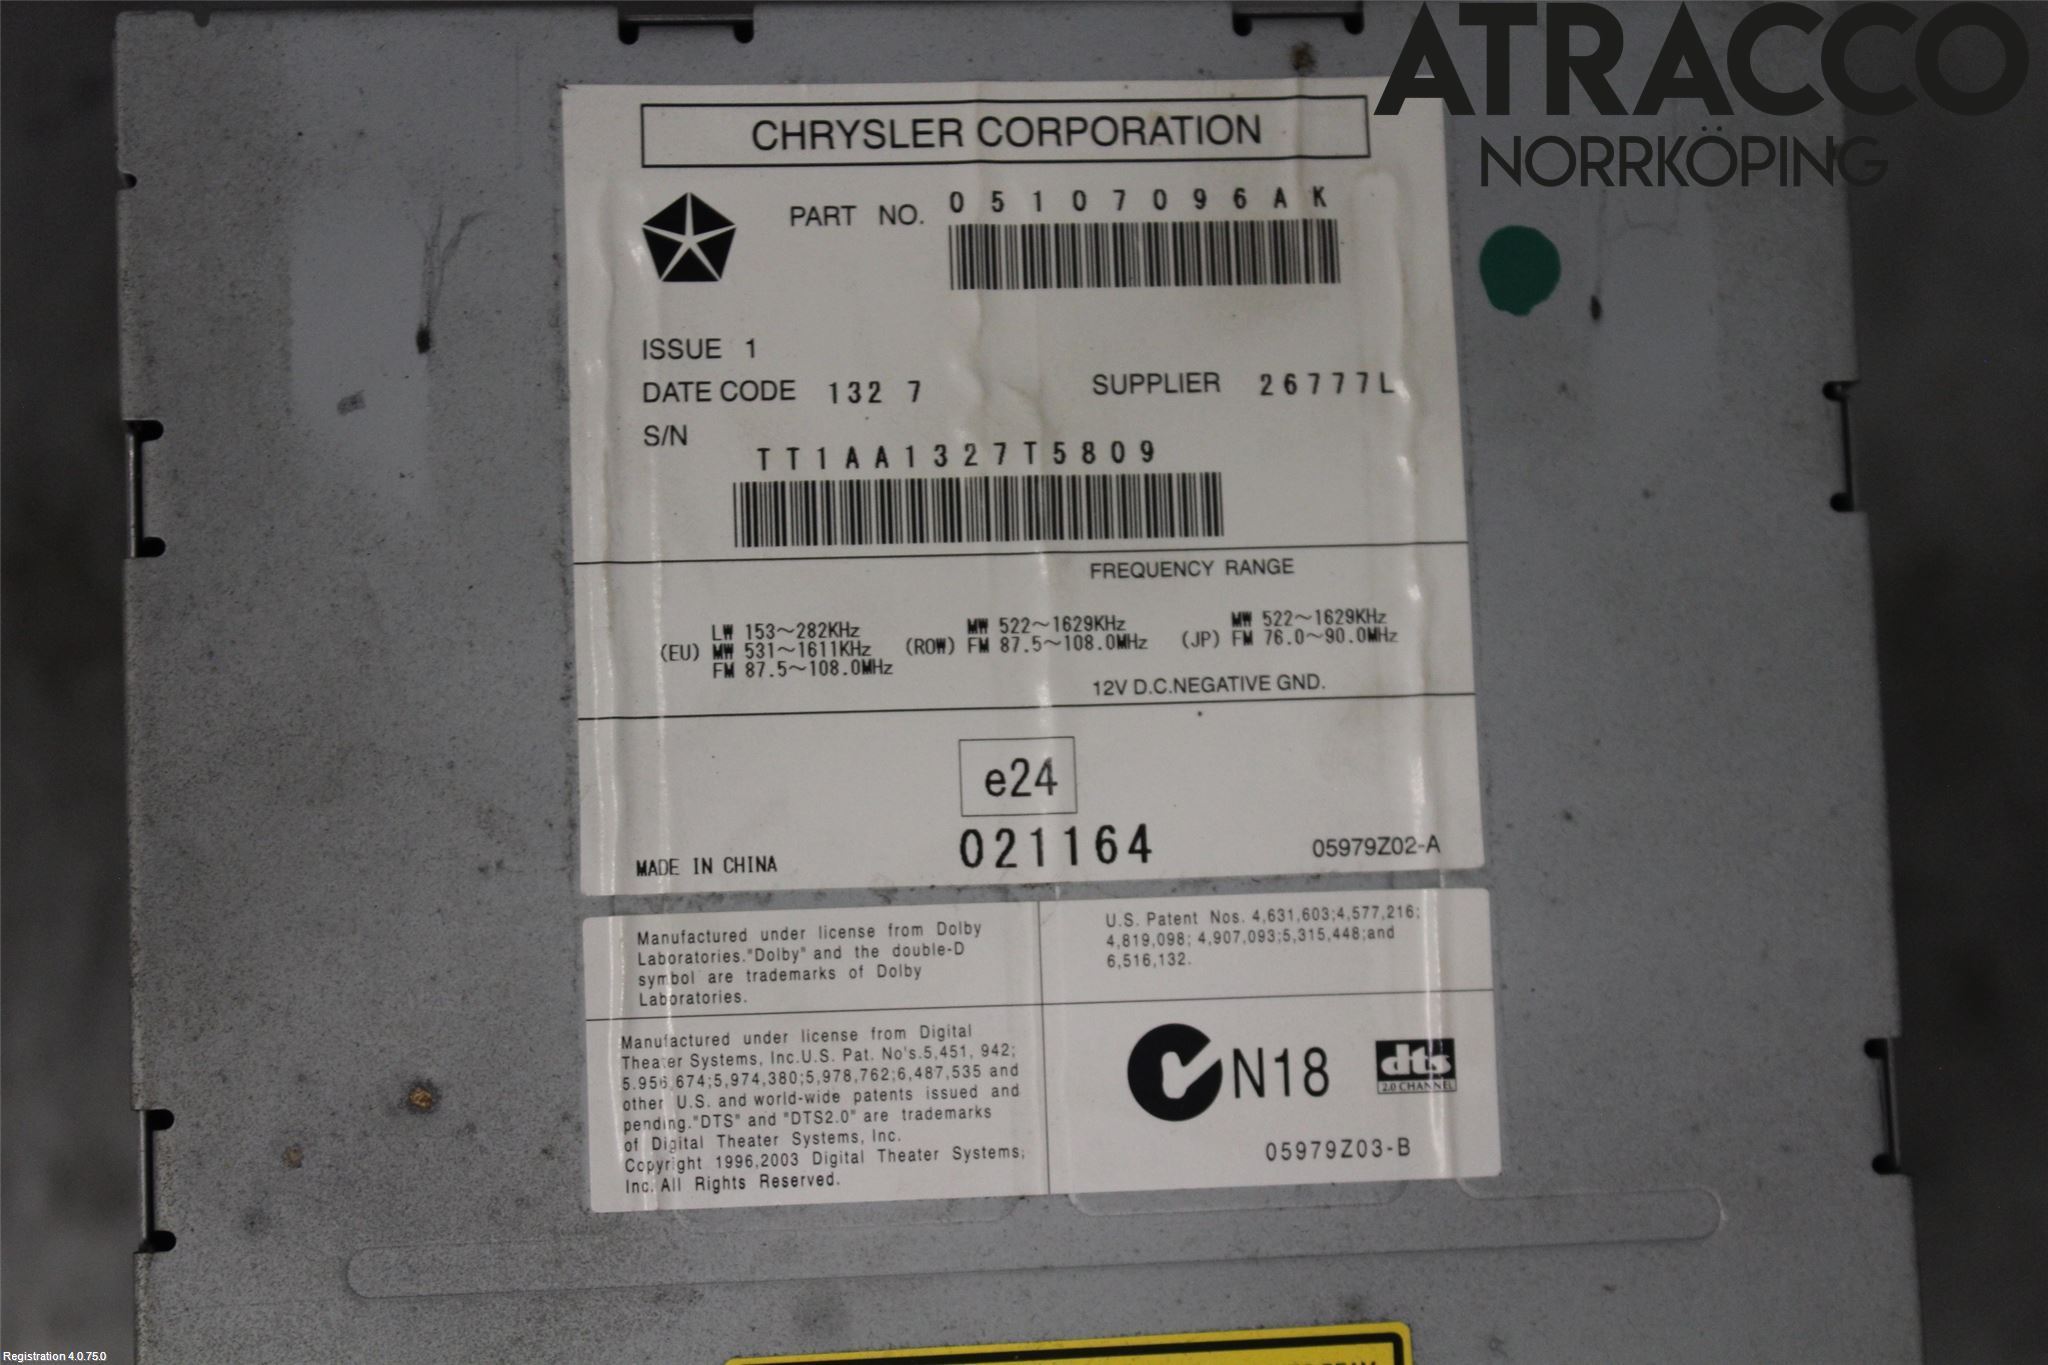 ATRACCO
NORRKÖPING
CHRYSLER CORPORATION
PART NO. 05107096AK
ISSUE 1
DATE CODE 132 7
SUPPLIER 26777L
S/N
TT1AA1327T5809
FREQUENCY RANGE
(EU) LW 153~282KHz
MW 531~1611KHz
FM 87.5~108.0MHz
(ROW) MW 522~1629KHz
FM 87.5~108.0MHz
(JP) MW 522~1629KHz
FM 76.0~90.0MHz
12V D.C.NEGATIVE GND.
e24
021164
MADE IN CHINA
05979Z02-A
Manufactured under license from Dolby
Laboratories."Dolby" and the double-D
symbol are trademarks of Dolby
Laboratories.
U.S. Patent Nos. 4,631,603;4,577,216;
4,819,098; 4,907,093;5,315,448;and
6,516,132.
Manufactured under license from Digital
Theater Systems, Inc.U.S. Pat. No's.5,451, 942;
5.956,674;5,974,380;5,978,762;6,487,535 and
other U.S. and world-wide patents issued and
pending."DTS" and "DTS2.0" are trademarks
of Digital Theater Systems, Inc.
Copyright 1996,2003 Digital Theater Systems,
Inc. All Rights Reserved.
N18
dts
2.0 CHANNEL
05979Z03-B
Registration 4.0.75.0